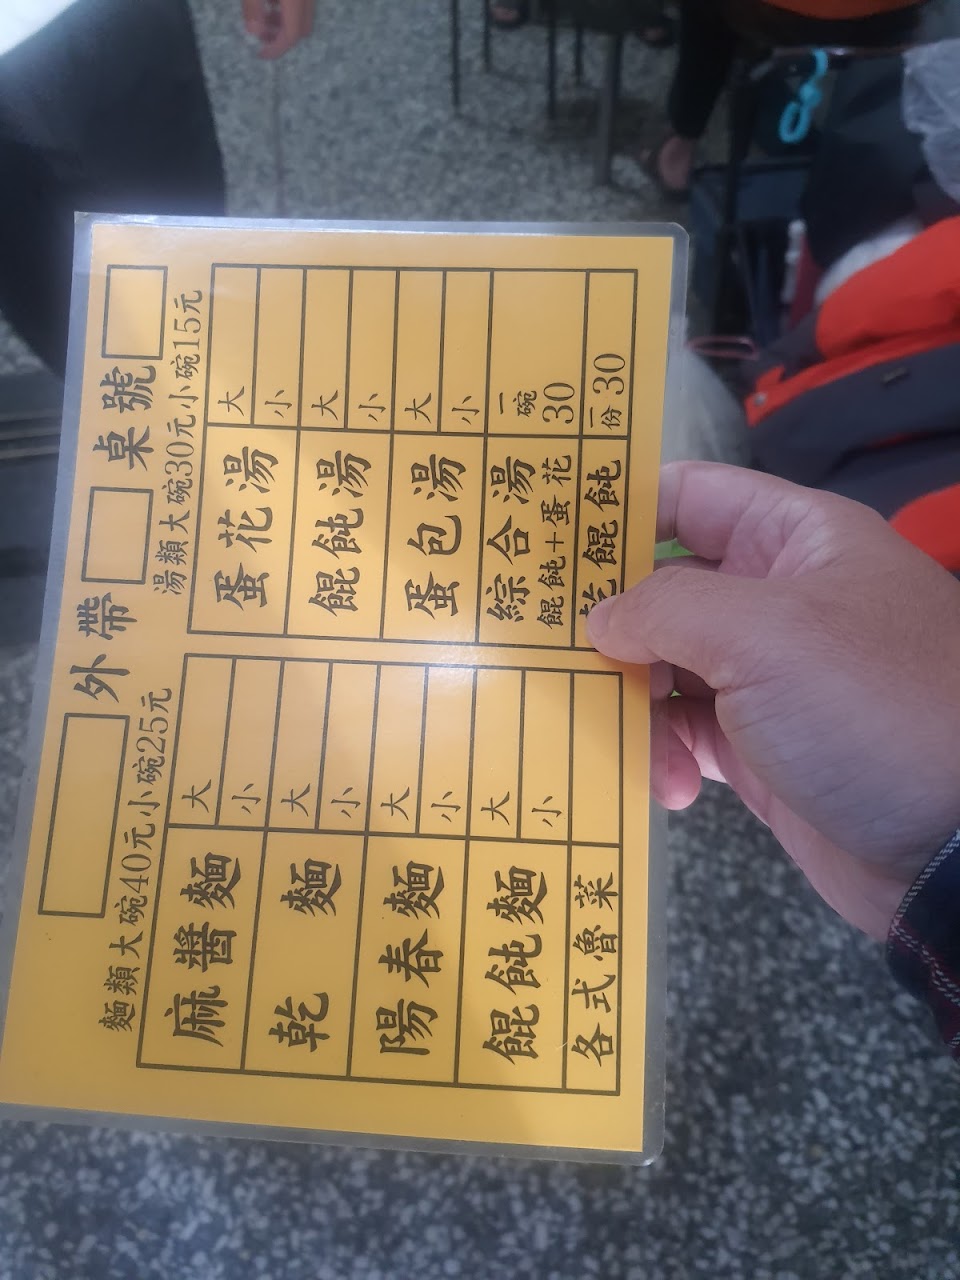 外帶 桌號
麵類大碗40元小碗25元
麻醬麵 大
小
乾麵 大
小
陽春麵 大
小
餛飩麵 大
小
各式魯菜
湯類大碗30元小碗15元
蛋花湯 大
小
餛飩湯 大
小
蛋包湯 大
小
綜合湯 一碗
餛飩+蛋花 30
乾餛飩 一份30